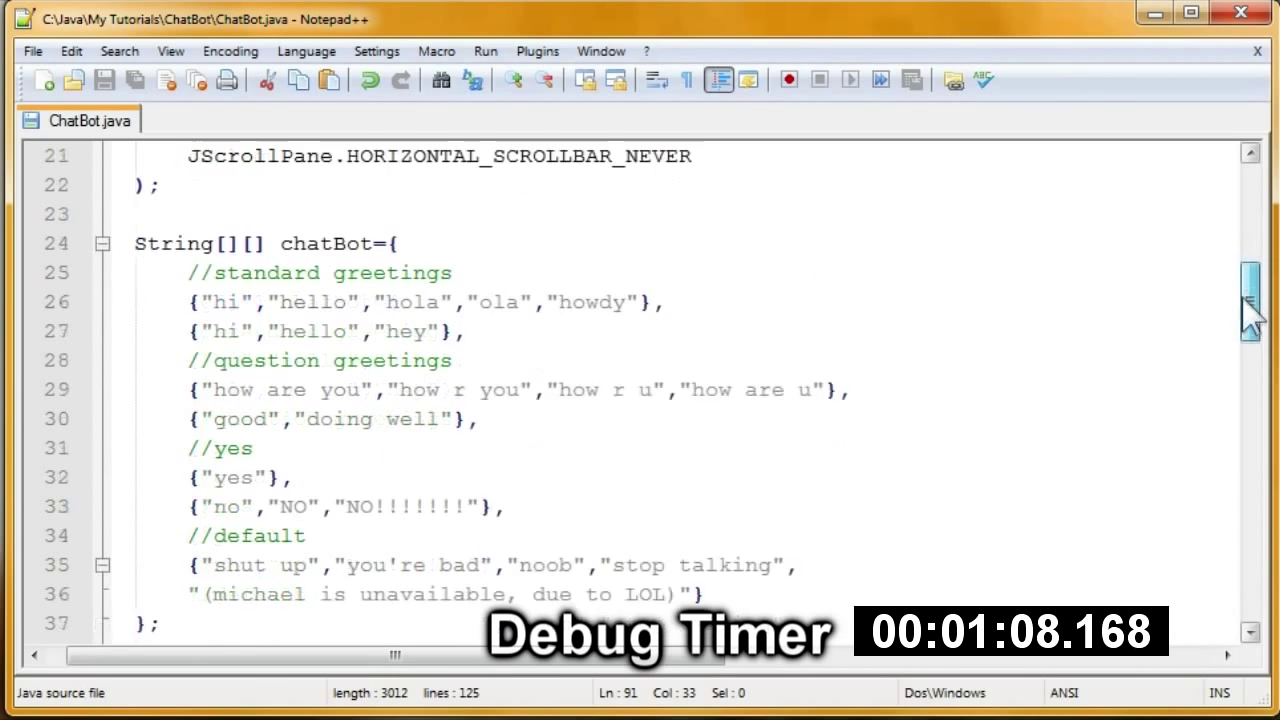 C:\Java\My Tutorials\ChatBot\ChatBot.java - Notepad++
File Edit Search View Encoding Language Settings Macro Run Plugins Window ? X
ABC
ChatBot.java
21 JScrollPane.HORIZONTAL_SCROLLBAR_NEVER
22 );
23
24 String[][] chatBot={
25 //standard greetings
26 {"hi","hello","hola","ola","howdy"},
27 {"hi","hello","hey"},
28 //question greetings
29 {"how are you","how r you","how r u","how are u"},
30 {"good","doing well"},
31 //yes
32 {"yes"},
33 {"no","NO","NO!!!!!!!"},
34 //default
35 {"shut up","you're bad","noob","stop talking",
36 "(michael is unavailable, due to LOL)"}
37 };
Debug Timer 00:01:08.168
Java source file length : 3012 lines : 125 Ln : 91 Col : 33 Sel : 0 Dos\Windows ANSI INS